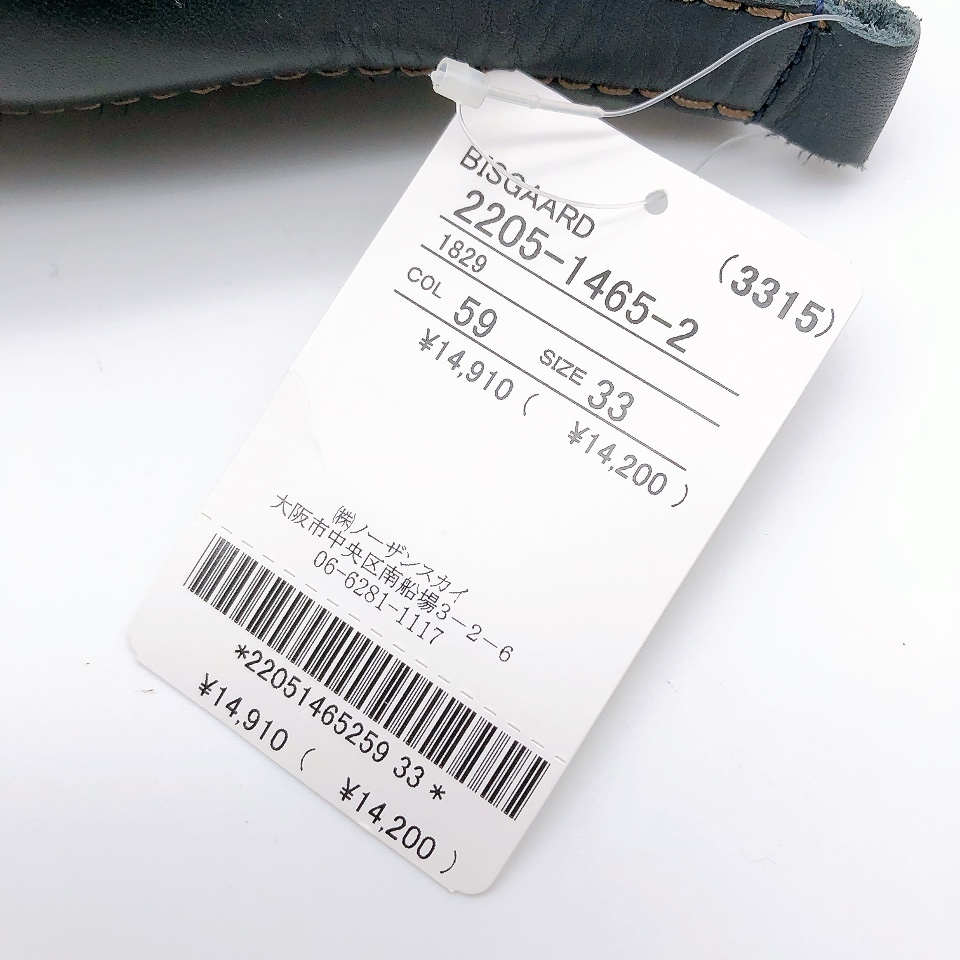 BISGAARD
2205-1465-2 (3315)
1829
COL 59 SIZE 33
¥14,910 ( ¥14,200 )
㈱ノーザンスカイ
大阪市中央区南船場3-2-6
06-6281-1117
*22051465259 33 *
¥14,910 ( ¥14,200 )